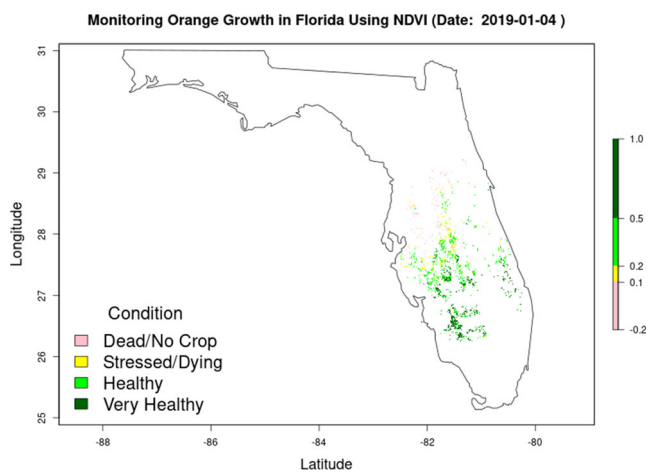 Monitoring Orange Growth in Florida Using NDVI (Date:  2019-01-04 )
31
30
29
28
27
26
25
Longitude
1.0
0.5
0.2
0.1
-0.2
Condition
Dead/No Crop
Stressed/Dying
Healthy
Very Healthy
-88
-86
-84
-82
-80
Latitude